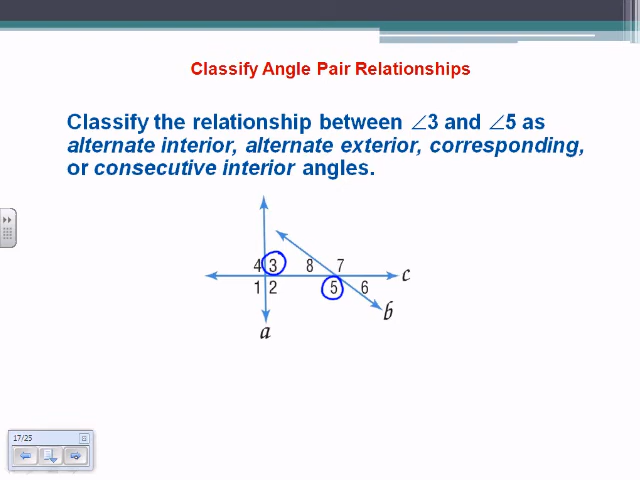 Classify Angle Pair Relationships
Classify the relationship between ∠3 and ∠5 as
alternate interior, alternate exterior, corresponding,
or consecutive interior angles.
4 3 8 7
c
1 2 5 6
b
a
17/25